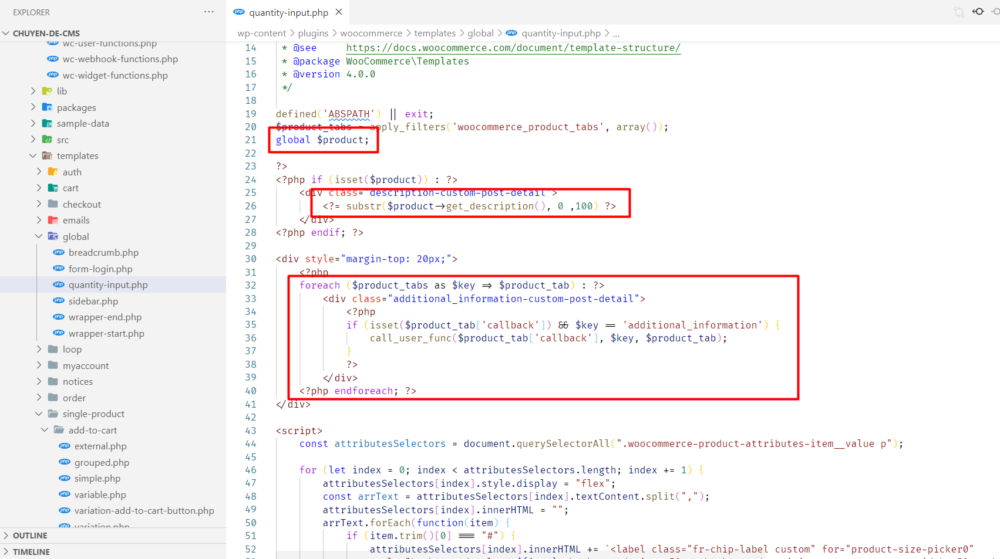 EXPLORER
...
CHUYEN-DE-CMS
wc-user-functions.php
wc-webhook-functions.php
wc-widget-functions.php
lib
packages
sample-data
src
templates
auth
cart
checkout
emails
global
breadcrumb.php
form-login.php
quantity-input.php
sidebar.php
wrapper-end.php
wrapper-start.php
loop
myaccount
notices
order
single-product
add-to-cart
external.php
grouped.php
simple.php
variable.php
variation-add-to-cart-button.php
variation.php
OUTLINE
TIMELINE
quantity-input.php
wp-content > plugins > woocommerce > templates > global > quantity-input.php > ...
14 * @see https://docs.woocommerce.com/document/template-structure/
15 * @package WooCommerce\Templates
16 * @version 4.0.0
17 */
18
19 defined('ABSPATH') || exit;
20 $product_tabs = apply_filters('woocommerce_product_tabs', array());
21 global $product;
22
23 ?>
24 <?php if (isset($product)) : ?>
25 <div class="description-custom-post-detail">
26 <?= substr($product->get_description(), 0 ,100) ?>
27 </div>
28 <?php endif; ?>
29
30 <div style="margin-top: 20px;">
31 <?php
32 foreach ($product_tabs as $key => $product_tab) : ?>
33 <div class="additional_information-custom-post-detail">
34 <?php
35 if (isset($product_tab['callback']) && $key == 'additional_information') {
36 call_user_func($product_tab['callback'], $key, $product_tab);
37 }
38 ?>
39 </div>
40 <?php endforeach; ?>
41 </div>
42
43 <script>
44 const attributesSelectors = document.querySelectorAll(".woocommerce-product-attributes-item__value p");
45
46 for (let index = 0; index < attributesSelectors.length; index += 1) {
47 attributesSelectors[index].style.display = "flex";
48 const arrText = attributesSelectors[index].textContent.split(",");
49 attributesSelectors[index].innerHTML = "";
50 arrText.forEach(function(item) {
51 if (item.trim()[0] === "#") {
52 attributesSelectors[index].innerHTML += `<label class="fr-chip-label custom" for="product-size-picker0"